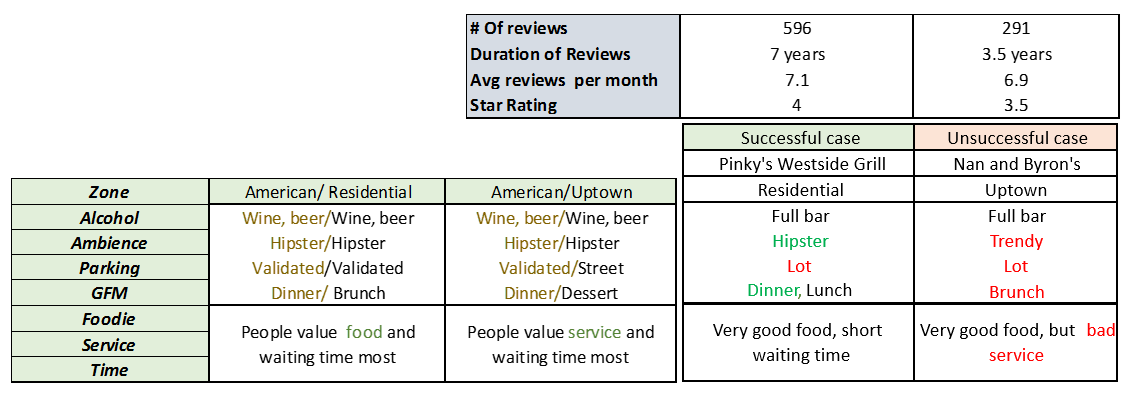 # Of reviews 596 291
Duration of Reviews 7 years 3.5 years
Avg reviews per month 7.1 6.9
Star Rating 4 3.5
Successful case Unsuccessful case
Pinky's Westside Grill Nan and Byron's
Zone American/ Residential American/Uptown Residential Uptown
Alcohol Wine, beer/Wine, beer Wine, beer/Wine, beer Full bar Full bar
Ambience Hipster/Hipster Hipster/Hipster Hipster Trendy
Parking Validated/Validated Validated/Street Lot Lot
GFM Dinner/ Brunch Dinner/Dessert Dinner, Lunch Brunch
Foodie
Service
Time
People value food and
waiting time most
People value service and
waiting time most
Very good food, short
waiting time
Very good food, but bad
service